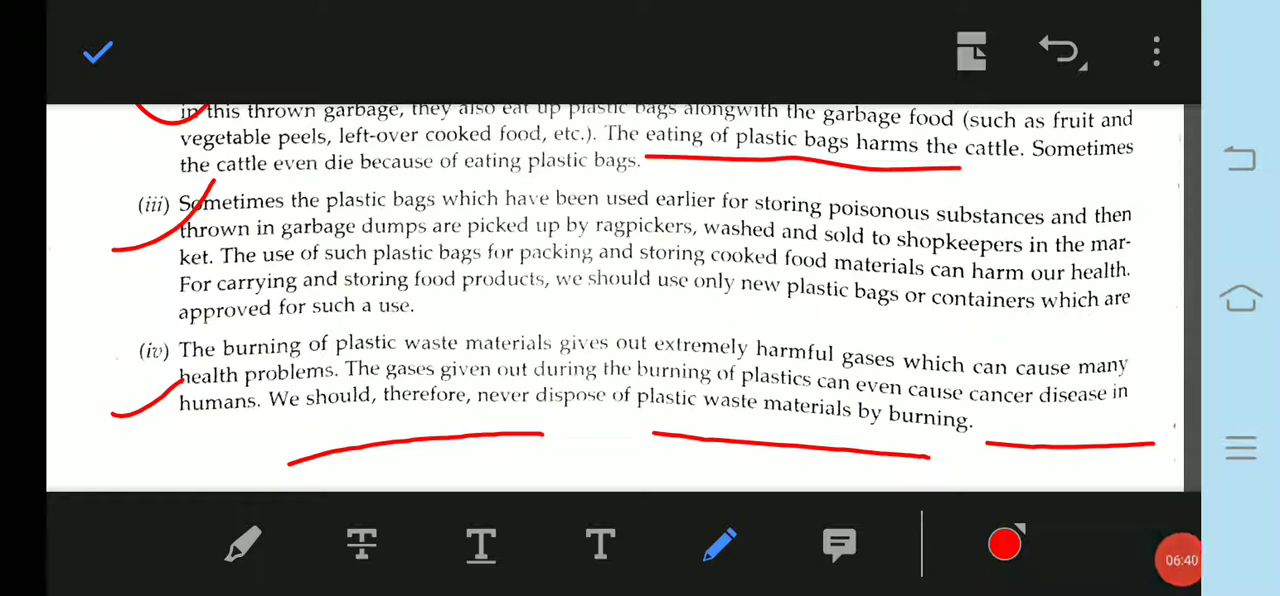 in this thrown garbage, they also eat up plastic bags alongwith the garbage food (such as fruit and
vegetable peels, left-over cooked food, etc.). The eating of plastic bags harms the cattle. Sometimes
the cattle even die because of eating plastic bags.
(iii) Sometimes the plastic bags which have been used earlier for storing poisonous substances and then
thrown in garbage dumps are picked up by ragpickers, washed and sold to shopkeepers in the mar-
ket. The use of such plastic bags for packing and storing cooked food materials can harm our health.
For carrying and storing food products, we should use only new plastic bags or containers which are
approved for such a use.
(iv) The burning of plastic waste materials gives out extremely harmful gases which can cause many
health problems. The gases given out during the burning of plastics can even cause cancer disease in
humans. We should, therefore, never dispose of plastic waste materials by burning.
T T T
06:40